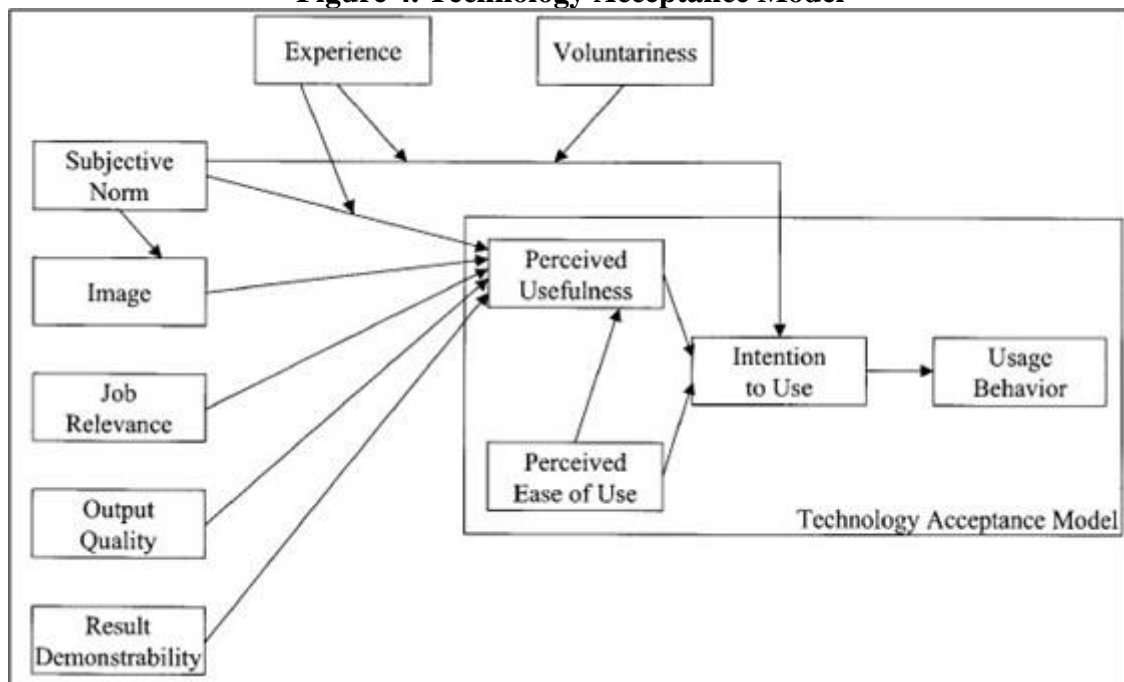 Figure 4. Technology Acceptance Model
Experience
Voluntariness
Subjective
Norm
Image
Job
Relevance
Output
Quality
Result
Demonstrability
Perceived
Usefulness
Perceived
Ease of Use
Intention
to Use
Usage
Behavior
Technology Acceptance Model